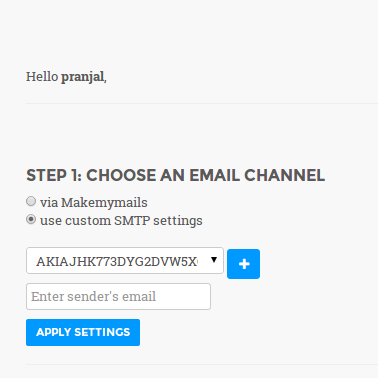 Hello pranjal,
STEP 1: CHOOSE AN EMAIL CHANNEL
via Makemymails
use custom SMTP settings
AKIAJHK773DYG2DVW5X
Enter sender's email
APPLY SETTINGS